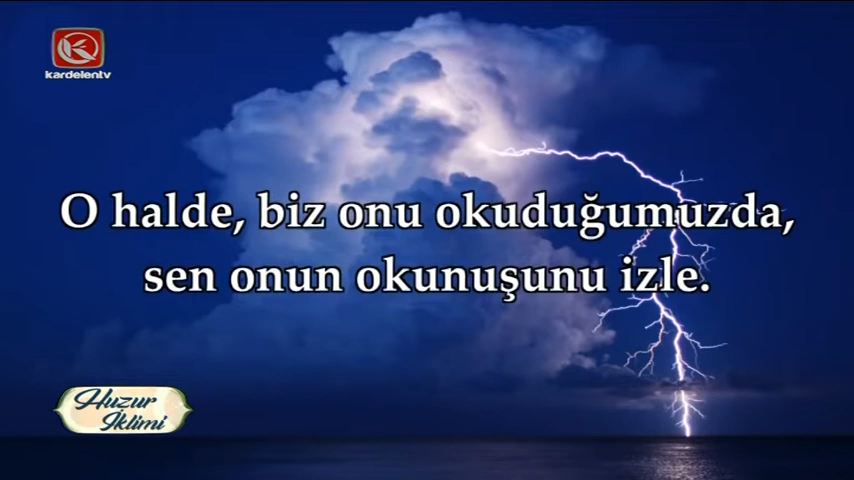 kardelentv
O halde, biz onu okuduğumuzda,
sen onun okunuşunu izle.
Huzur
İklimi